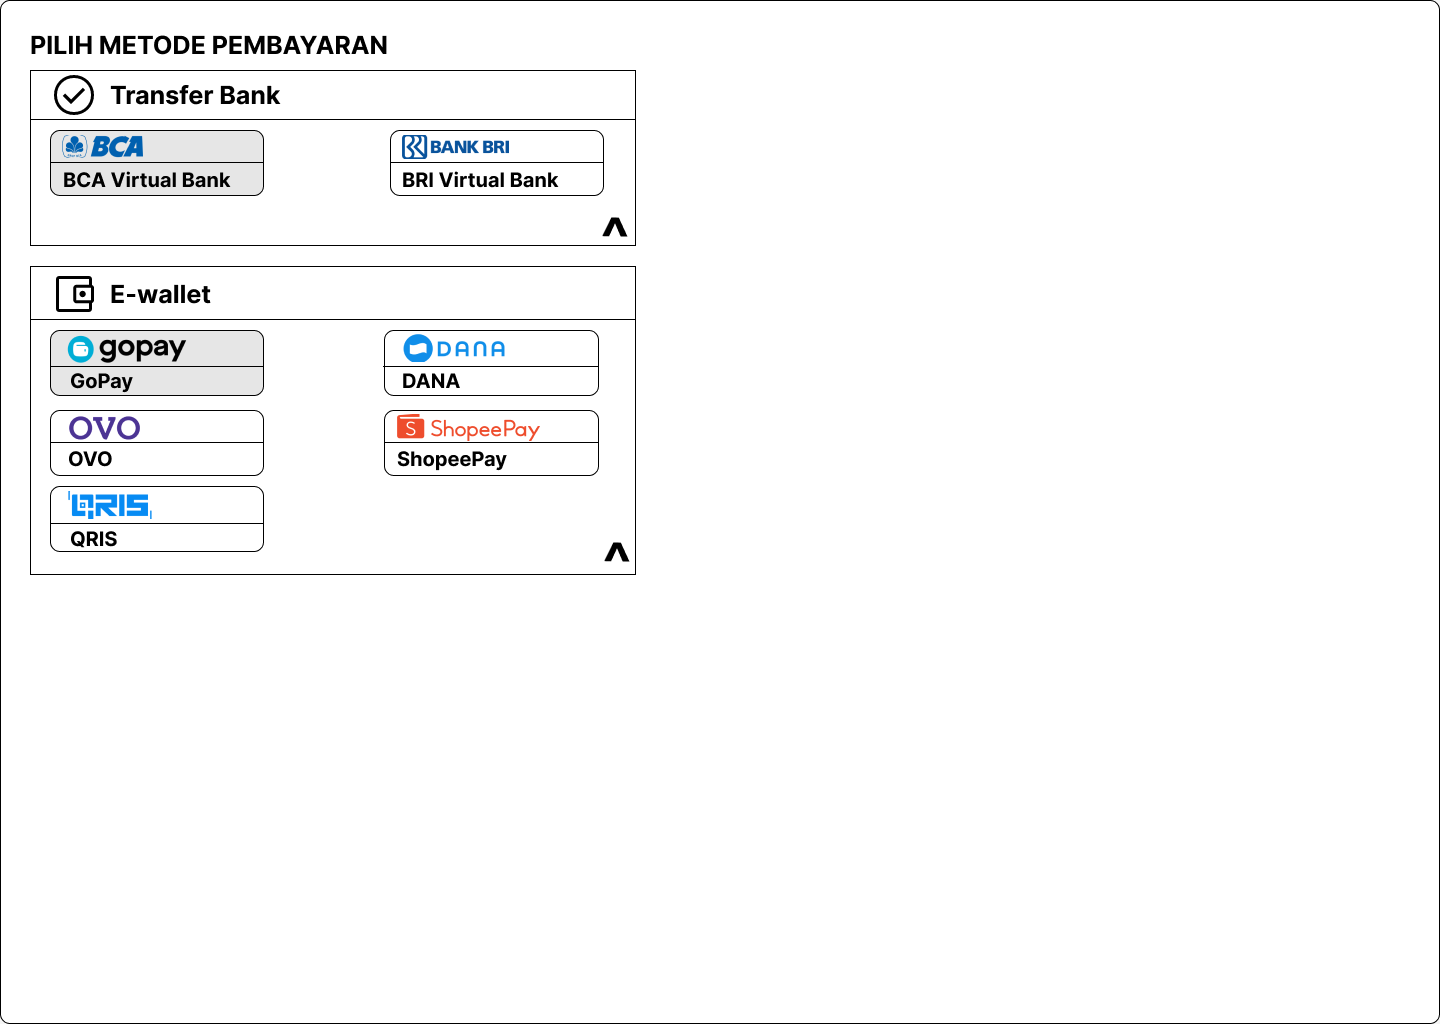 PILIH METODE PEMBAYARAN
Transfer Bank
BCA
BANK BRI
BCA Virtual Bank
BRI Virtual Bank
E-wallet
gopay
DANA
GoPay
DANA
OVO
S ShopeePay
OVO
ShopeePay
QRIS
QRIS